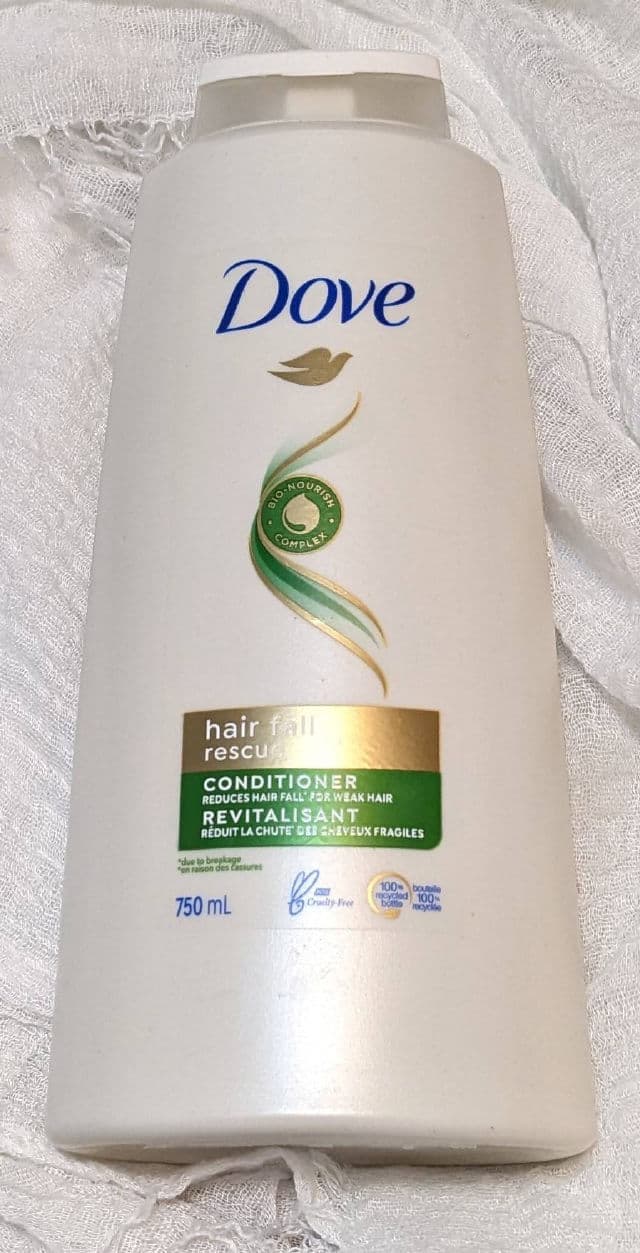 Dove
BIO-NOURISH
COMPLEX
hair fall
rescue
CONDITIONER
REDUCES HAIR FALL* FOR WEAK HAIR
REVITALISANT
RÉDUIT LA CHUTE* DES CHEVEUX FRAGILES
*due to breakage
*en raison des cassures
750 mL
Cruelty-Free
100%
recycled
bottle
bouteille
100%
recyclée